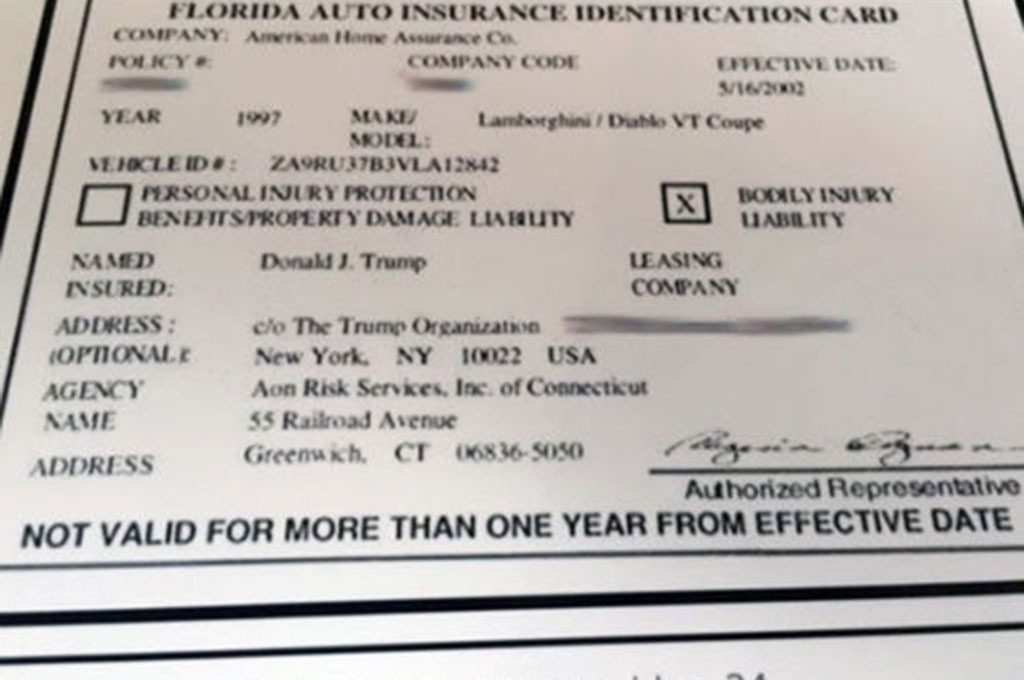 FLORIDA AUTO INSURANCE IDENTIFICATION CARD
COMPANY: American Home Assurance Co.
POLICY #: COMPANY CODE EFFECTIVE DATE:
5/16/2002
YEAR 1997 MAKE/ Lamborghini / Diablo VT Coupe
MODEL:
VEHICLE ID # : ZA9RU37B3VLA12842
PERSONAL INJURY PROTECTION X BODILY INJURY
BENEFITS/PROPERTY DAMAGE LIABILITY LIABILITY
NAMED Donald J. Trump LEASING
INSURED: COMPANY
ADDRESS : c/o The Trump Organization
(OPTIONAL): New York, NY 10022 USA
AGENCY Aon Risk Services, Inc. of Connecticut
NAME 55 Railroad Avenue
ADDRESS Greenwich, CT 06836-5050
Authorized Representative
NOT VALID FOR MORE THAN ONE YEAR FROM EFFECTIVE DATE